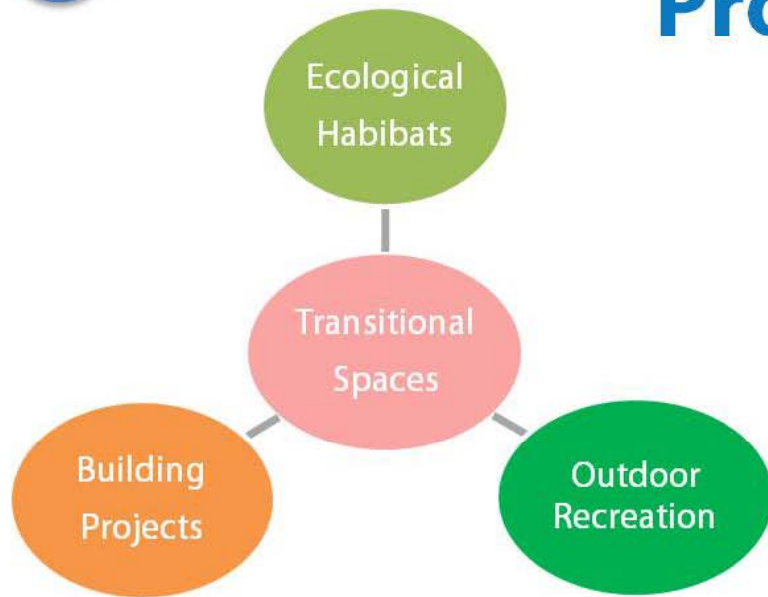 Pro
Ecological
Habibats
Transitional
Spaces
Building
Projects
Outdoor
Recreation